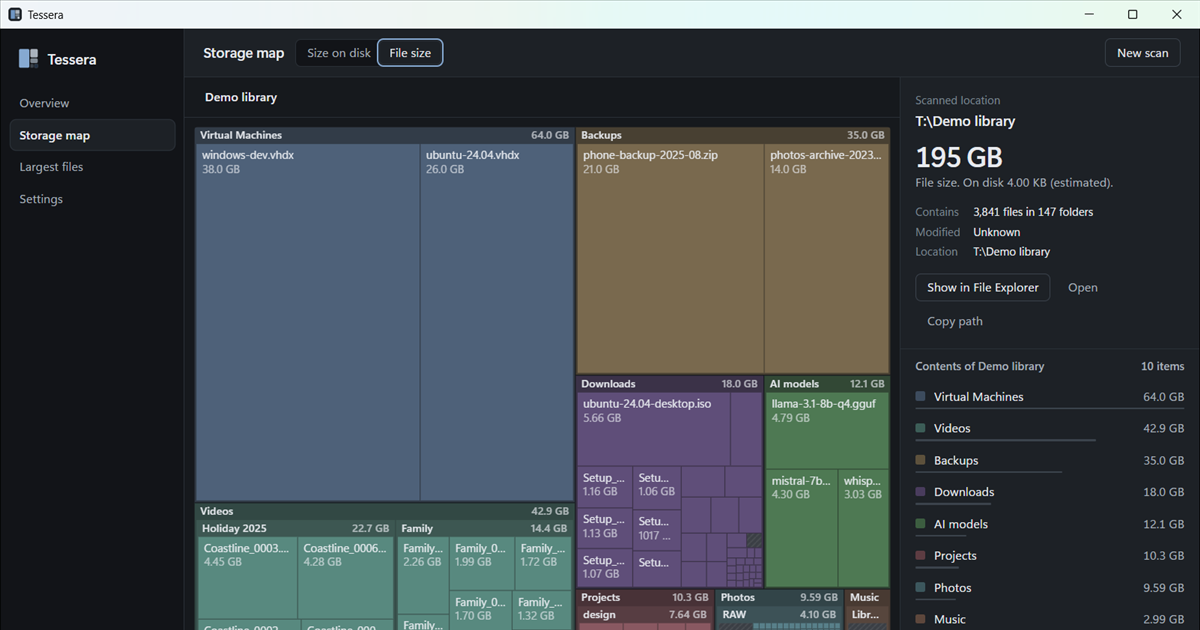 Tessera
Tessera
Overview
Storage map
Largest files
Settings
Storage map
Size on disk
File size
New scan
Demo library
Virtual Machines 64.0 GB
windows-dev.vhdx
38.0 GB
ubuntu-24.04.vhdx
26.0 GB
Backups 35.0 GB
phone-backup-2025-08.zip
21.0 GB
photos-archive-2023...
14.0 GB
Downloads 18.0 GB
ubuntu-24.04-desktop.iso
5.66 GB
Setup_...
1.16 GB
Setu...
1.06 GB
Setup_...
1.13 GB
Setu...
1017 ...
Setup_...
1.07 GB
Setu...
AI models 12.1 GB
llama-3.1-8b-q4.gguf
4.79 GB
mistral-7b...
4.30 GB
whisp...
3.03 GB
Videos 42.9 GB
Holiday 2025 22.7 GB
Coastline_0003....
4.45 GB
Coastline_0006...
4.28 GB
Family 14.4 GB
Family...
2.26 GB
Family_0...
1.99 GB
Family_...
1.72 GB
Family_0...
1.70 GB
Family_...
1.32 GB
Family...
Projects 10.3 GB
design 7.64 GB
Photos 9.59 GB
RAW 4.10 GB
Music
Libr...
Scanned location
T:\Demo library
195 GB
File size. On disk 4.00 KB (estimated).
Contains 3,841 files in 147 folders
Modified Unknown
Location T:\Demo library
Show in File Explorer
Open
Copy path
Contents of Demo library 10 items
Virtual Machines 64.0 GB
Videos 42.9 GB
Backups 35.0 GB
Downloads 18.0 GB
AI models 12.1 GB
Projects 10.3 GB
Photos 9.59 GB
Music 2.99 GB